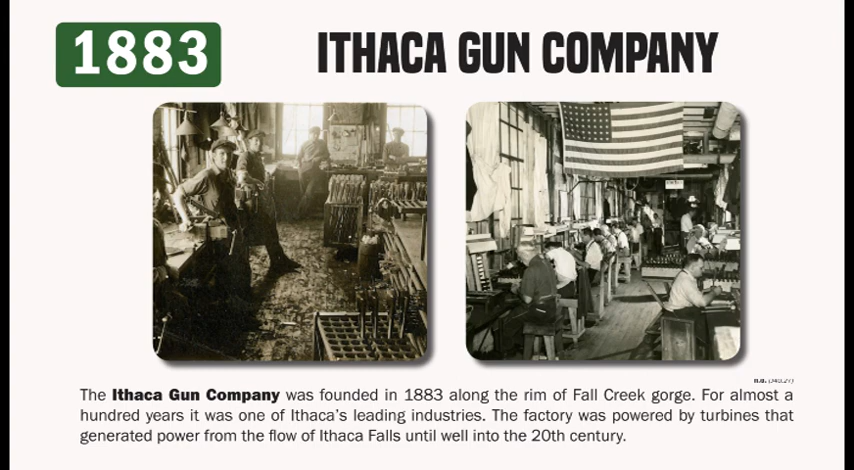 1883
ITHACA GUN COMPANY
The Ithaca Gun Company was founded in 1883 along the rim of Fall Creek gorge. For almost a
hundred years it was one of Ithaca's leading industries. The factory was powered by turbines that
generated power from the flow of Ithaca Falls until well into the 20th century.